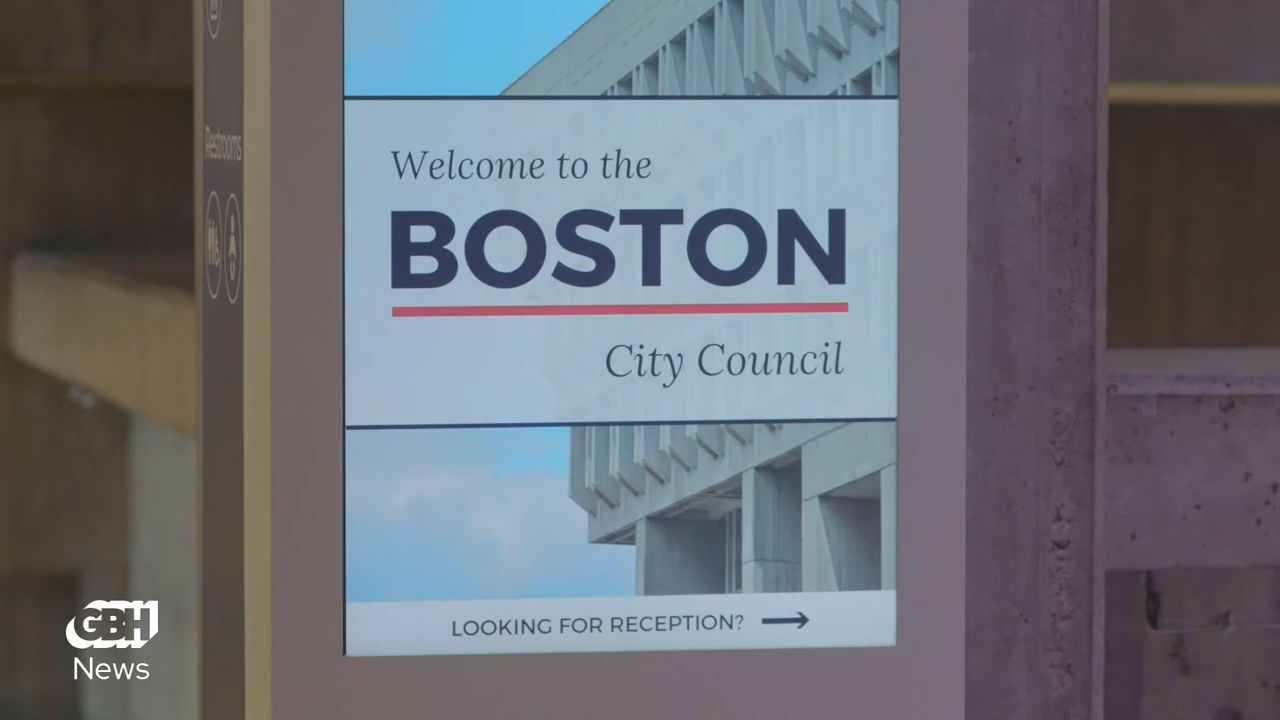 Restrooms
Welcome to the
BOSTON
City Council
LOOKING FOR RECEPTION?
GBH
News